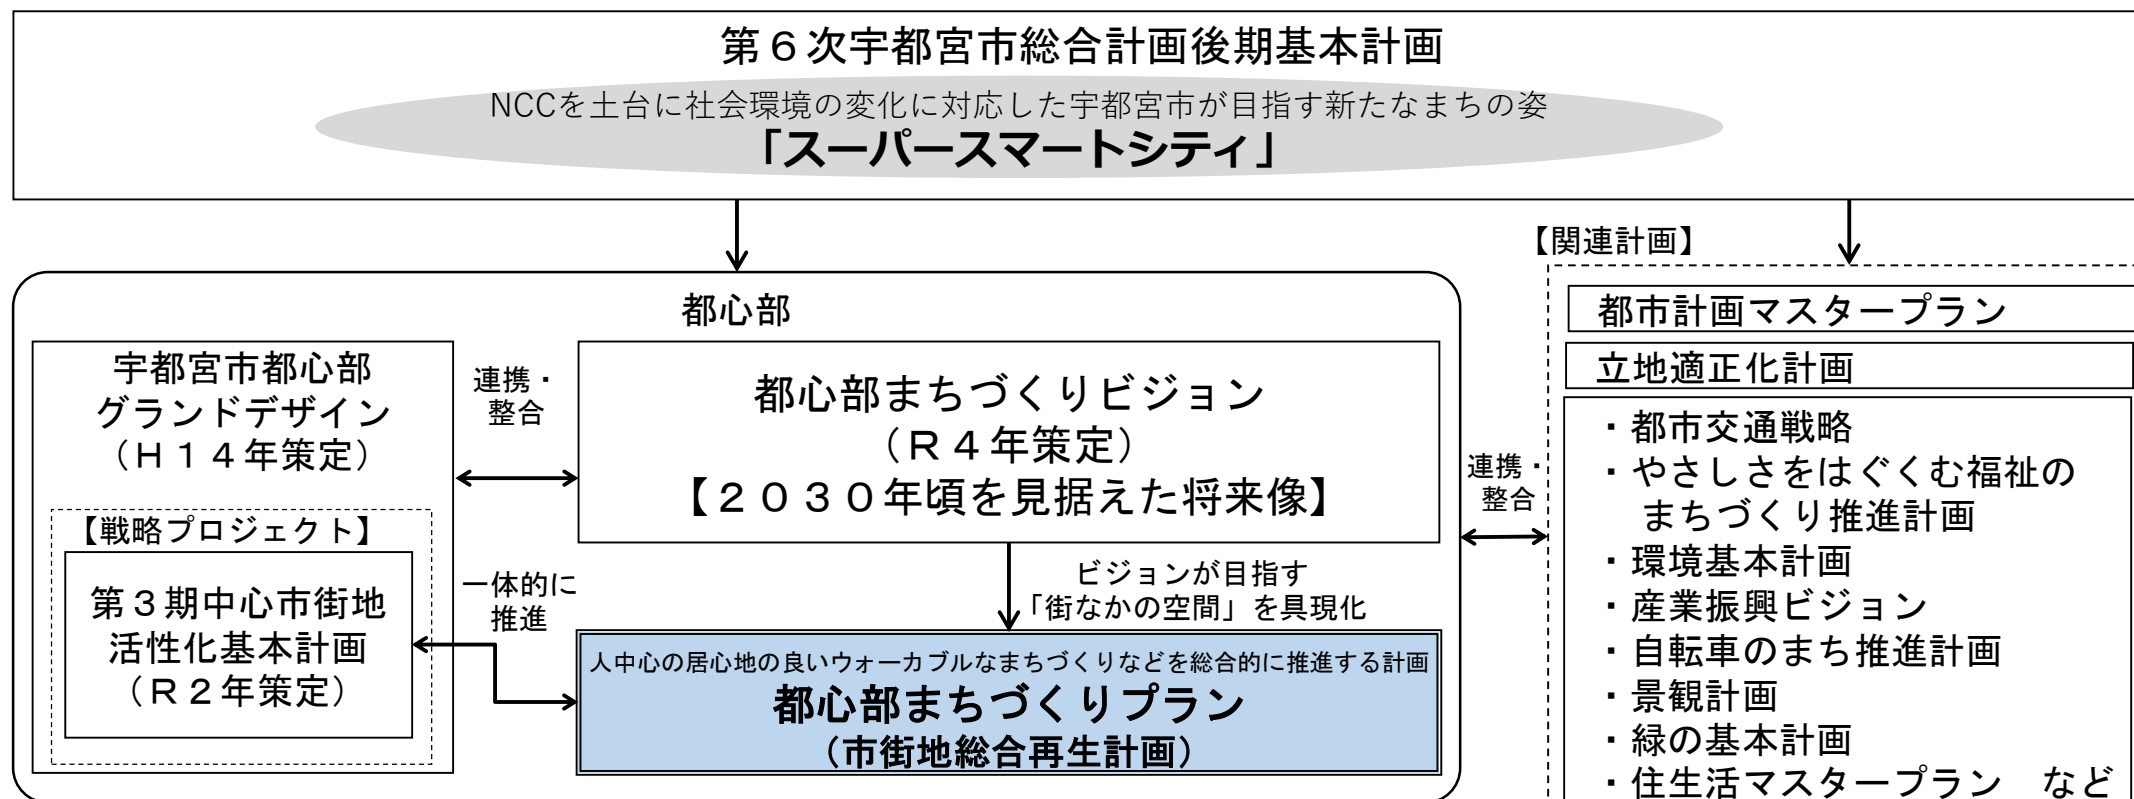 第６次宇都宮市総合計画後期基本計画
NCCを土台に社会環境の変化に対応した宇都宮市が目指す新たなまちの姿
「スーパースマートシティ」
都心部
宇都宮市都心部
グランドデザイン
（Ｈ１４年策定）
【戦略プロジェクト】
第３期中心市街地
活性化基本計画
（Ｒ２年策定）
連携・
整合
一体的に
推進
都心部まちづくりビジョン
（Ｒ４年策定）
【２０３０年頃を見据えた将来像】
ビジョンが目指す
「街なかの空間」を具現化
人中心の居心地の良いウォーカブルなまちづくりなどを総合的に推進する計画
都心部まちづくりプラン
（市街地総合再生計画）
連携・
整合
【関連計画】
都市計画マスタープラン
立地適正化計画
・都市交通戦略
・やさしさをはぐくむ福祉の
まちづくり推進計画
・環境基本計画
・産業振興ビジョン
・自転車のまち推進計画
・景観計画
・緑の基本計画
・住生活マスタープラン　など